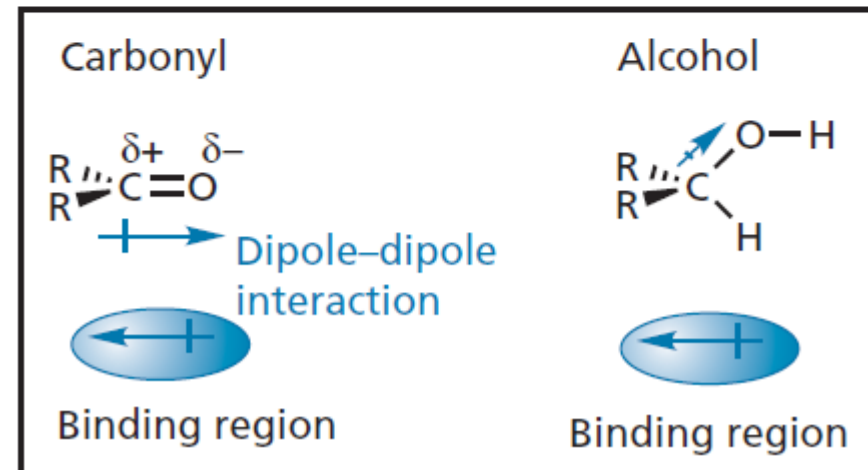 Carbonyl
δ+ δ–
R
R C=O
Dipole–dipole
interaction
Binding region
Alcohol
O–H
R
R C
H
Binding region